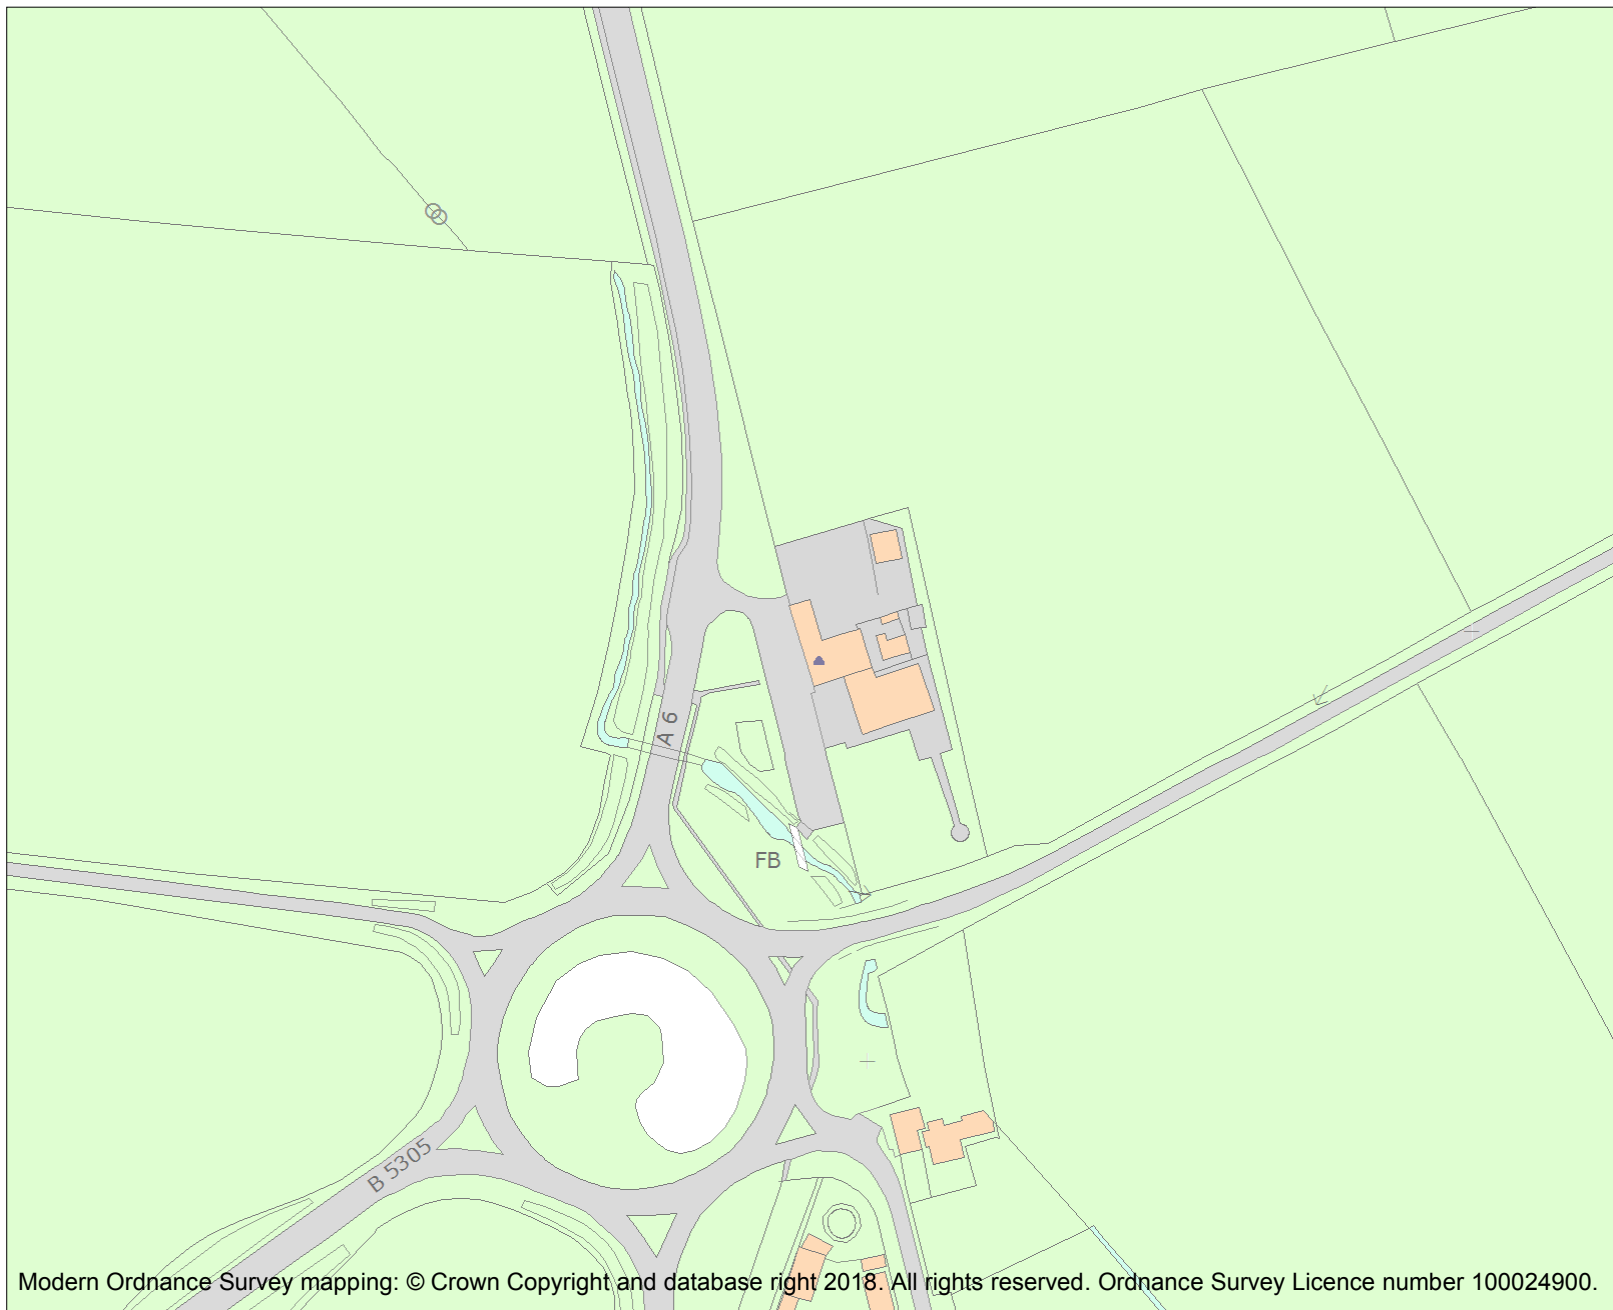 A 6
FB
B 5305
Modern Ordnance Survey mapping: © Crown Copyright and database right 2018. All rights reserved. Ordnance Survey Licence number 100024900.